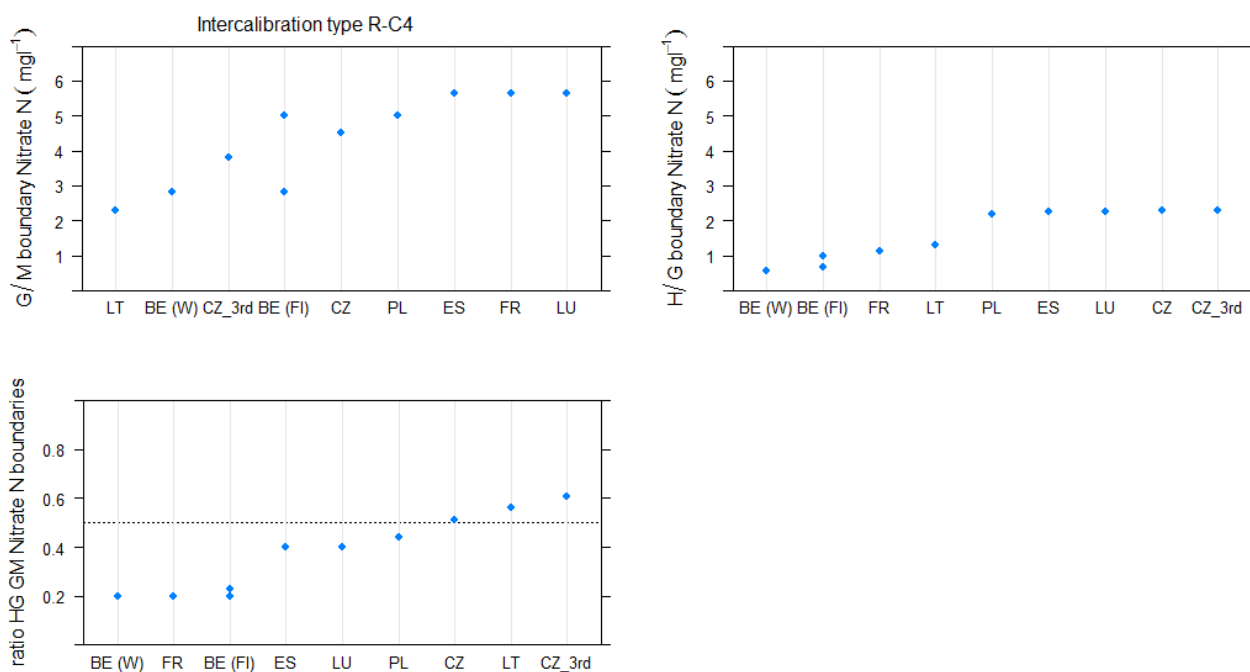 Intercalibration type R-C4
G/ M boundary Nitrate N ( mgl⁻¹)
6
5
4
3
2
1
LT BE (W) CZ_3rd BE (Fl) CZ PL ES FR LU
H/ G boundary Nitrate N ( mgl⁻¹)
6
5
4
3
2
1
BE (W) BE (Fl) FR LT PL ES LU CZ CZ_3rd
ratio HG GM Nitrate N boundaries
0.8
0.6
0.4
0.2
BE (W) FR BE (Fl) ES LU PL CZ LT CZ_3rd